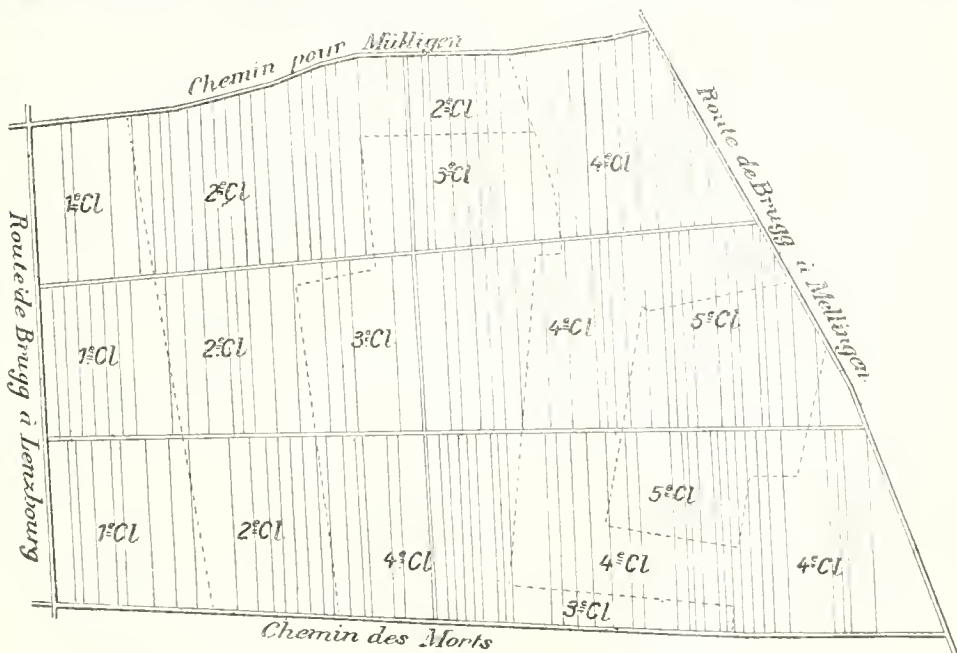 Chemin pour Mülligen
2e Cl
1e Cl
2e Cl
3e Cl
4e Cl
Route de Brugg à Mellingen
Route de Brugg à Lenzbourg
1e Cl
2e Cl
3e Cl
4e Cl
5e Cl
1e Cl
2e Cl
4e Cl
5e Cl
4e Cl
4e Cl
3e Cl
Chemin des Morts